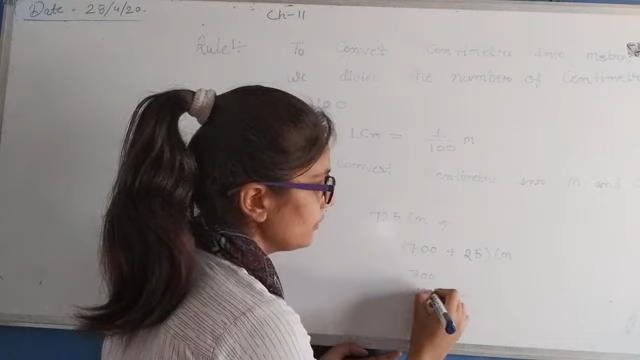 Date - 28/4/20.
Ch-11
Rule 1:- To Convert Centimetre into metre,
we divide the number of Centimetre
100
1 Cm = 1/100 m
Convert Centimetre into m and
725 Cm =
(700 + 25) Cm
700